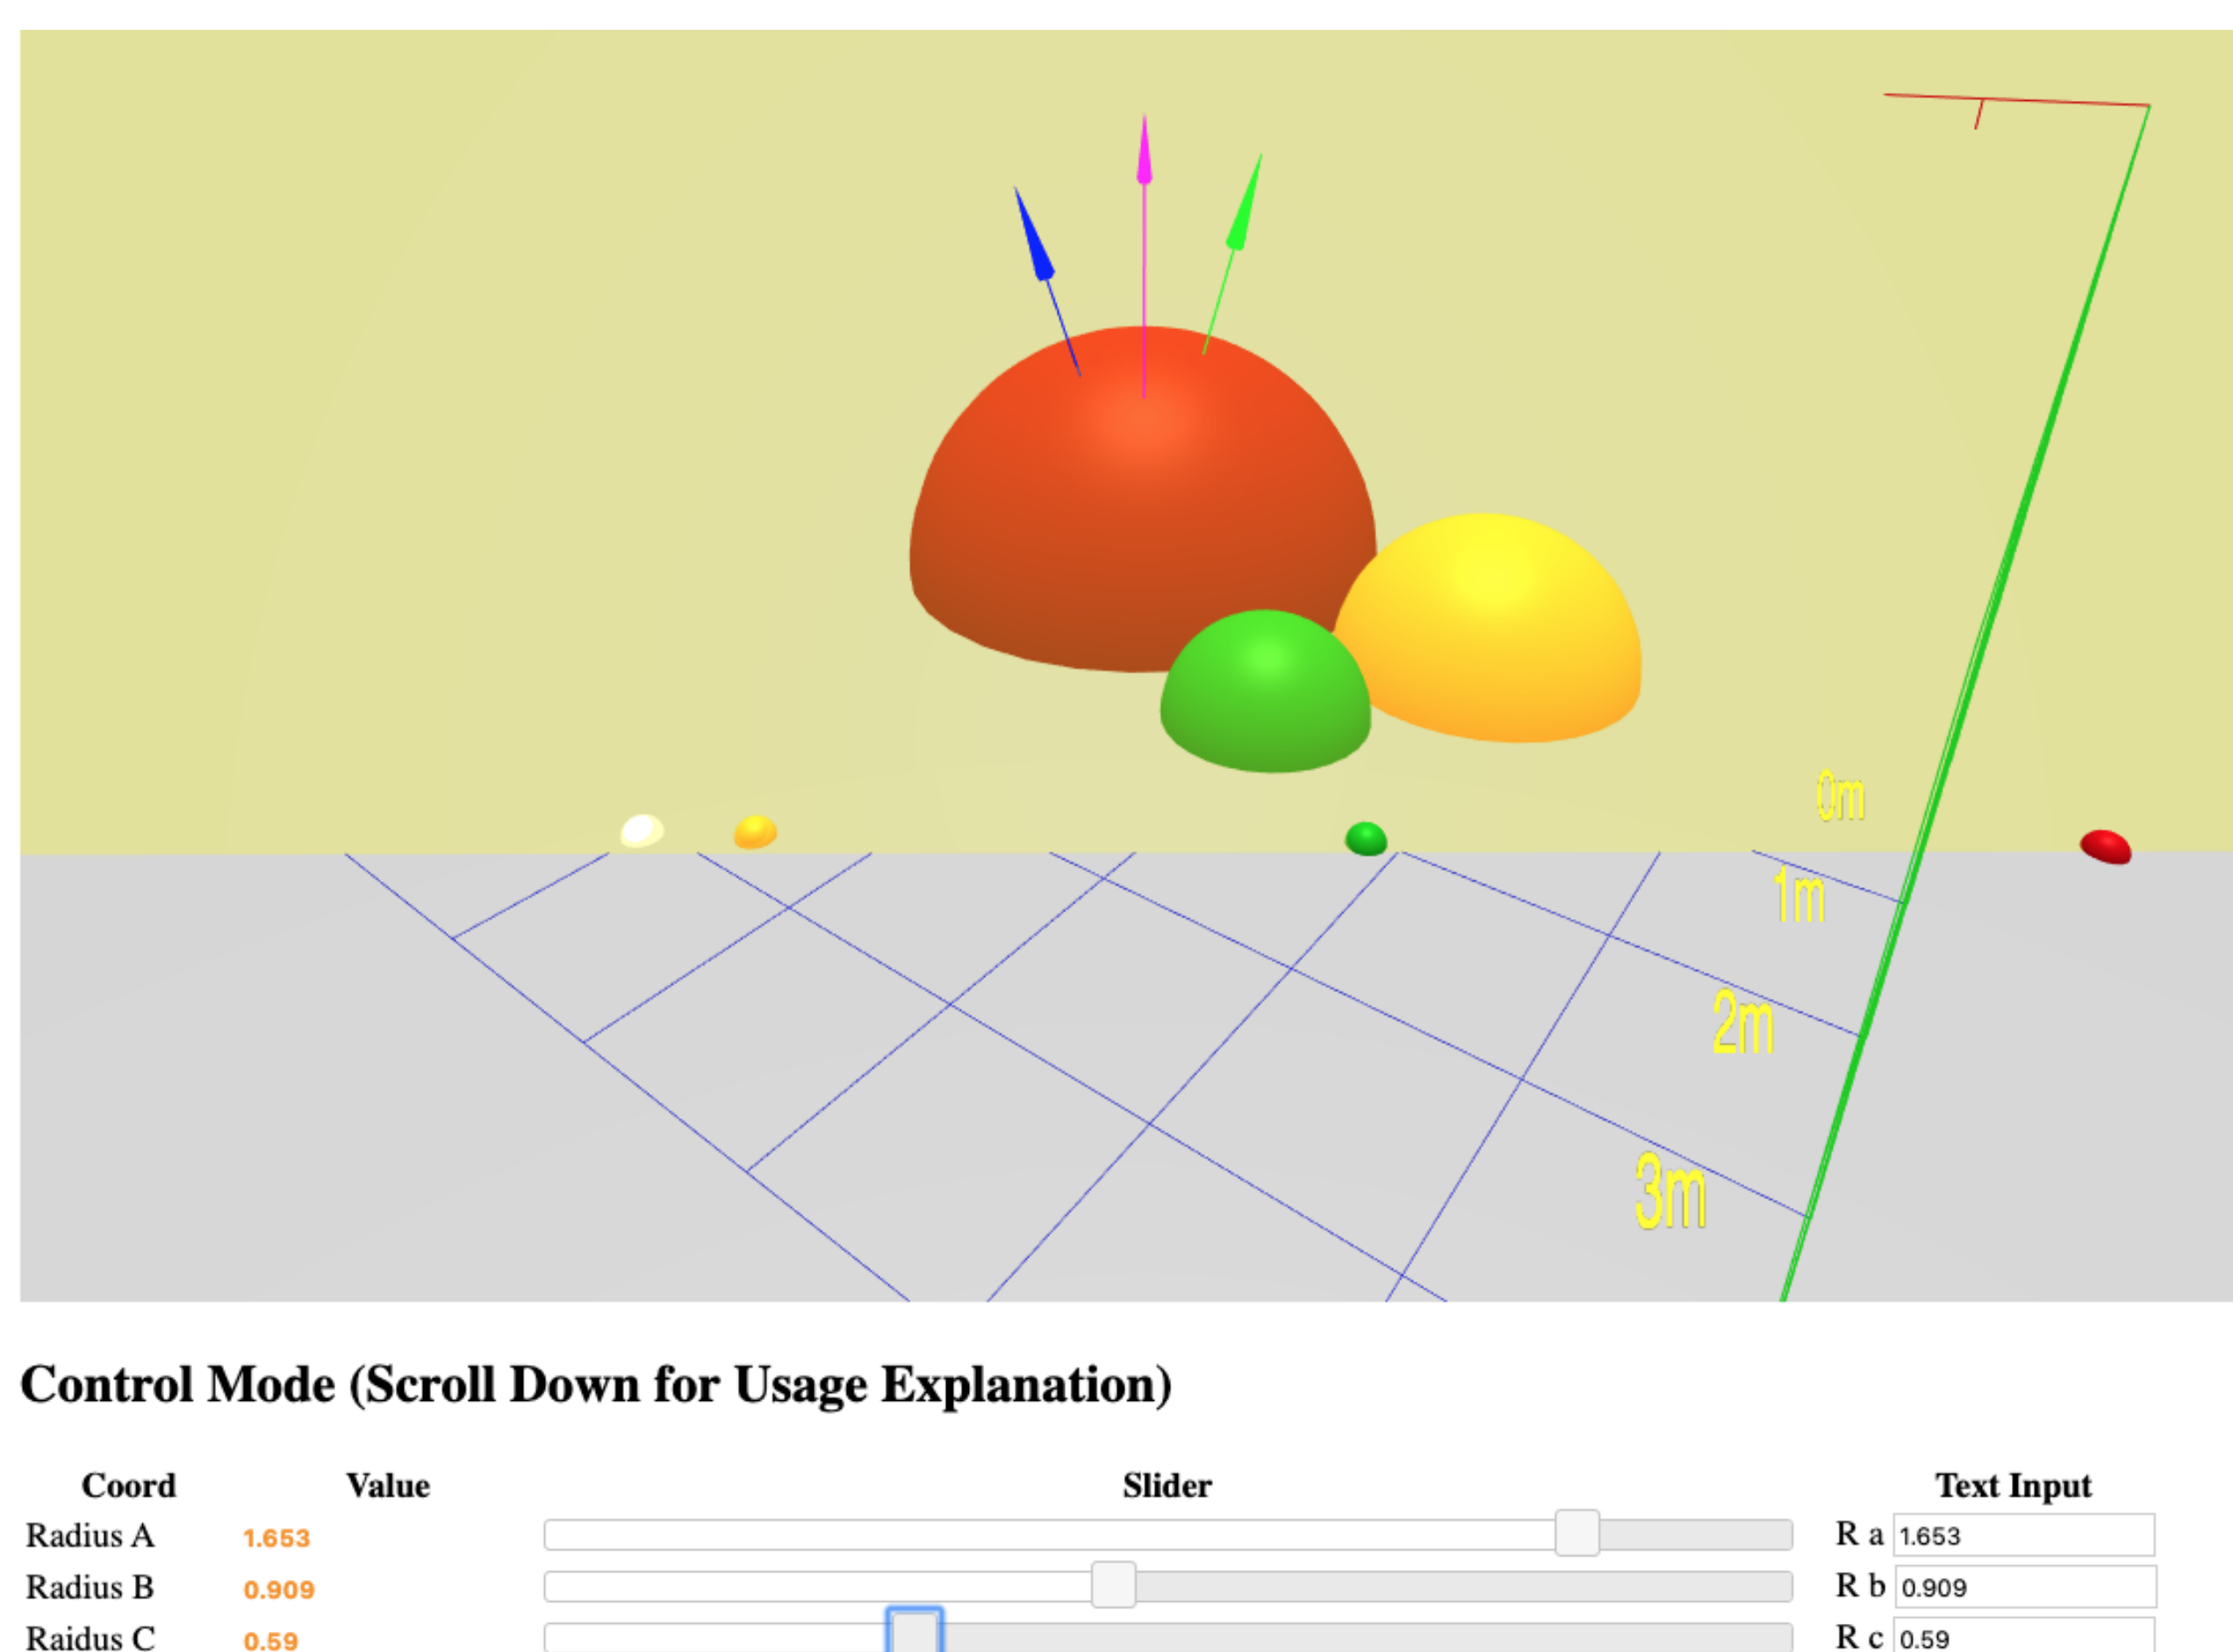 0m
1m
2m
3m
Control Mode (Scroll Down for Usage Explanation)
Coord Value Slider Text Input
Radius A 1.653 R a 1.653
Radius B 0.909 R b 0.909
Raidus C 0.59 R c 0.59